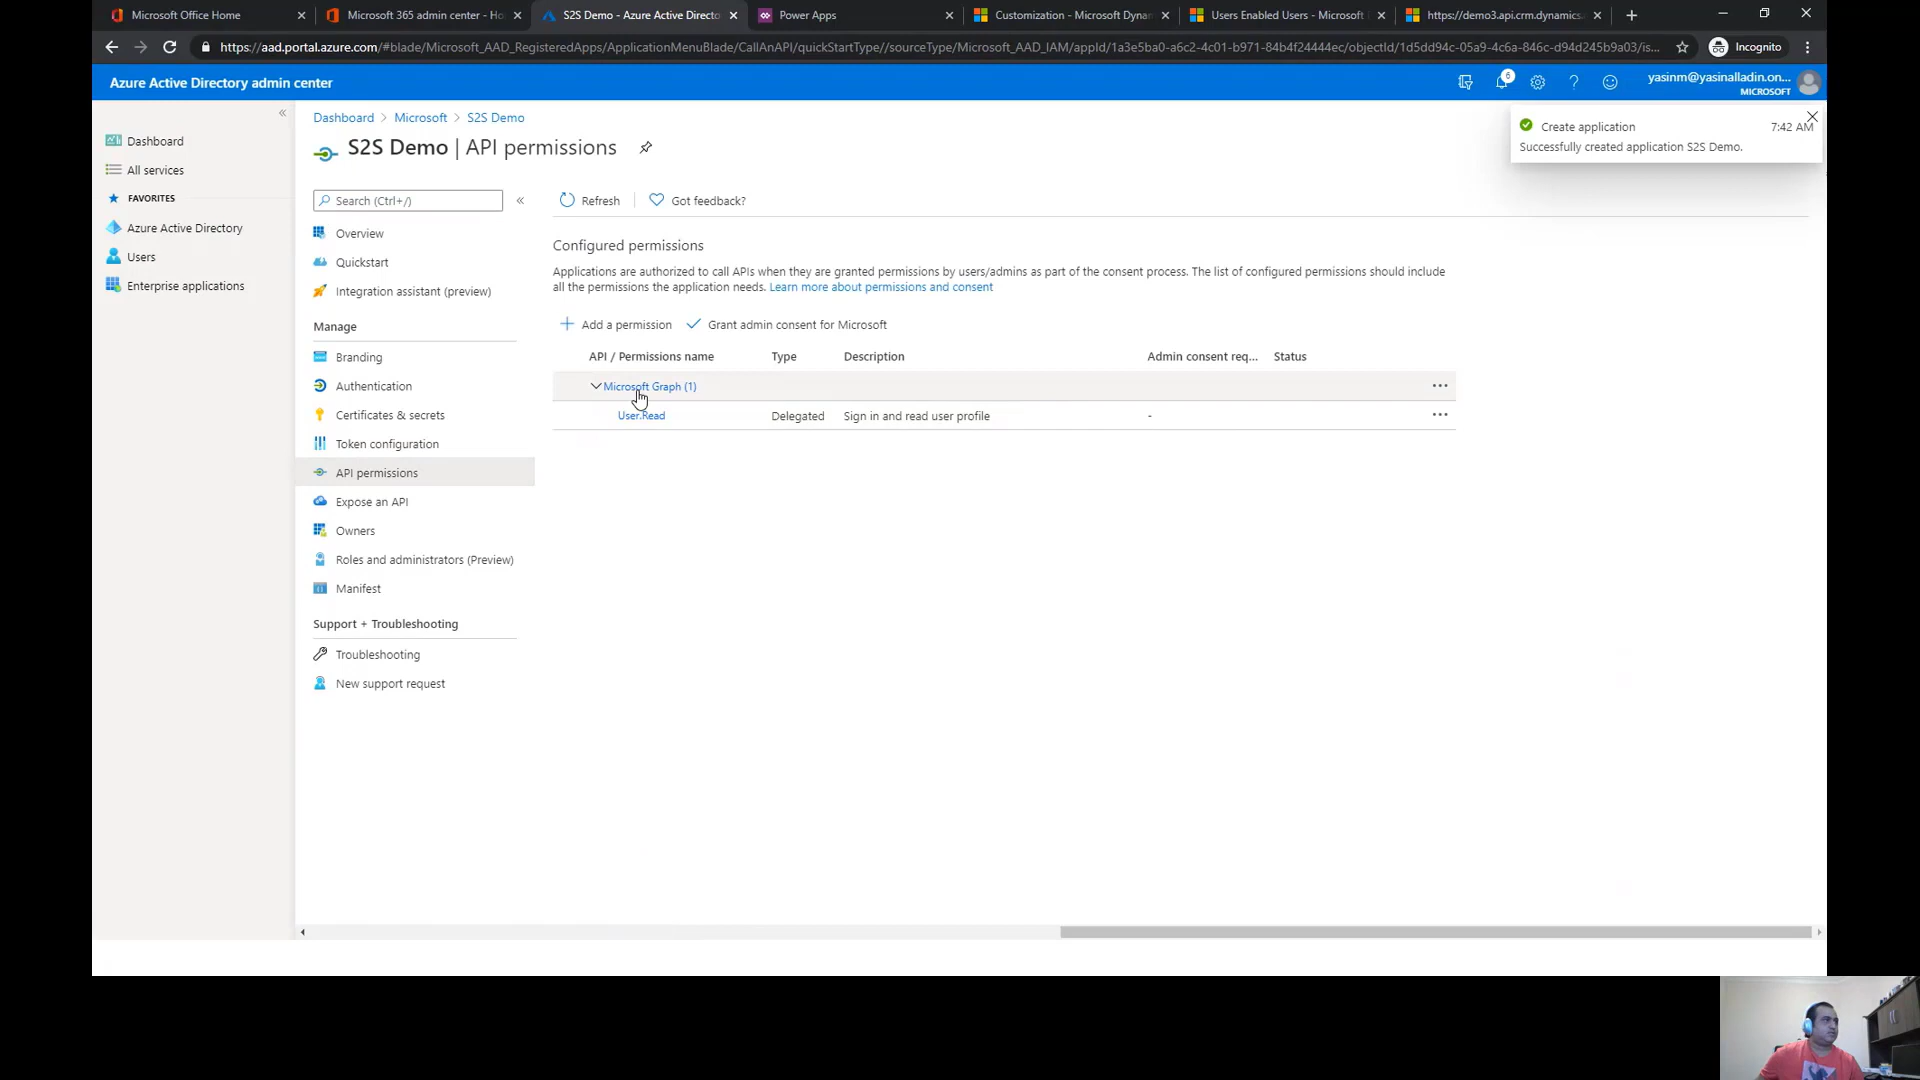 Microsoft Office Home
Microsoft 365 admin center - Ho
S2S Demo - Azure Active Directo
Power Apps
Customization - Microsoft Dynam
Users Enabled Users - Microsoft
https://demo3.api.crm.dynamics.
https://aad.portal.azure.com/#blade/Microsoft_AAD_RegisteredApps/ApplicationMenuBlade/CallAnAPI/quickStartType//sourceType/Microsoft_AAD_IAM/appId/1a3e5ba0-a6c2-4c01-b971-84b4f24444ec/objectId/1d5dd94c-05a9-4c6a-846c-d94d245b9a03/is...
Incognito
Azure Active Directory admin center
6
yasinm@yasinalladin.on...
MICROSOFT
Dashboard
All services
FAVORITES
Azure Active Directory
Users
Enterprise applications
Dashboard > Microsoft > S2S Demo
S2S Demo | API permissions
Create application
7:42 AM
Successfully created application S2S Demo.
Search (Ctrl+/)
Overview
Quickstart
Integration assistant (preview)
Manage
Branding
Authentication
Certificates & secrets
Token configuration
API permissions
Expose an API
Owners
Roles and administrators (Preview)
Manifest
Support + Troubleshooting
Troubleshooting
New support request
Refresh
Got feedback?
Configured permissions
Applications are authorized to call APIs when they are granted permissions by users/admins as part of the consent process. The list of configured permissions should include
all the permissions the application needs. Learn more about permissions and consent
Add a permission
Grant admin consent for Microsoft
API / Permissions name
Type
Description
Admin consent req...
Status
Microsoft Graph (1)
User.Read
Delegated
Sign in and read user profile
-